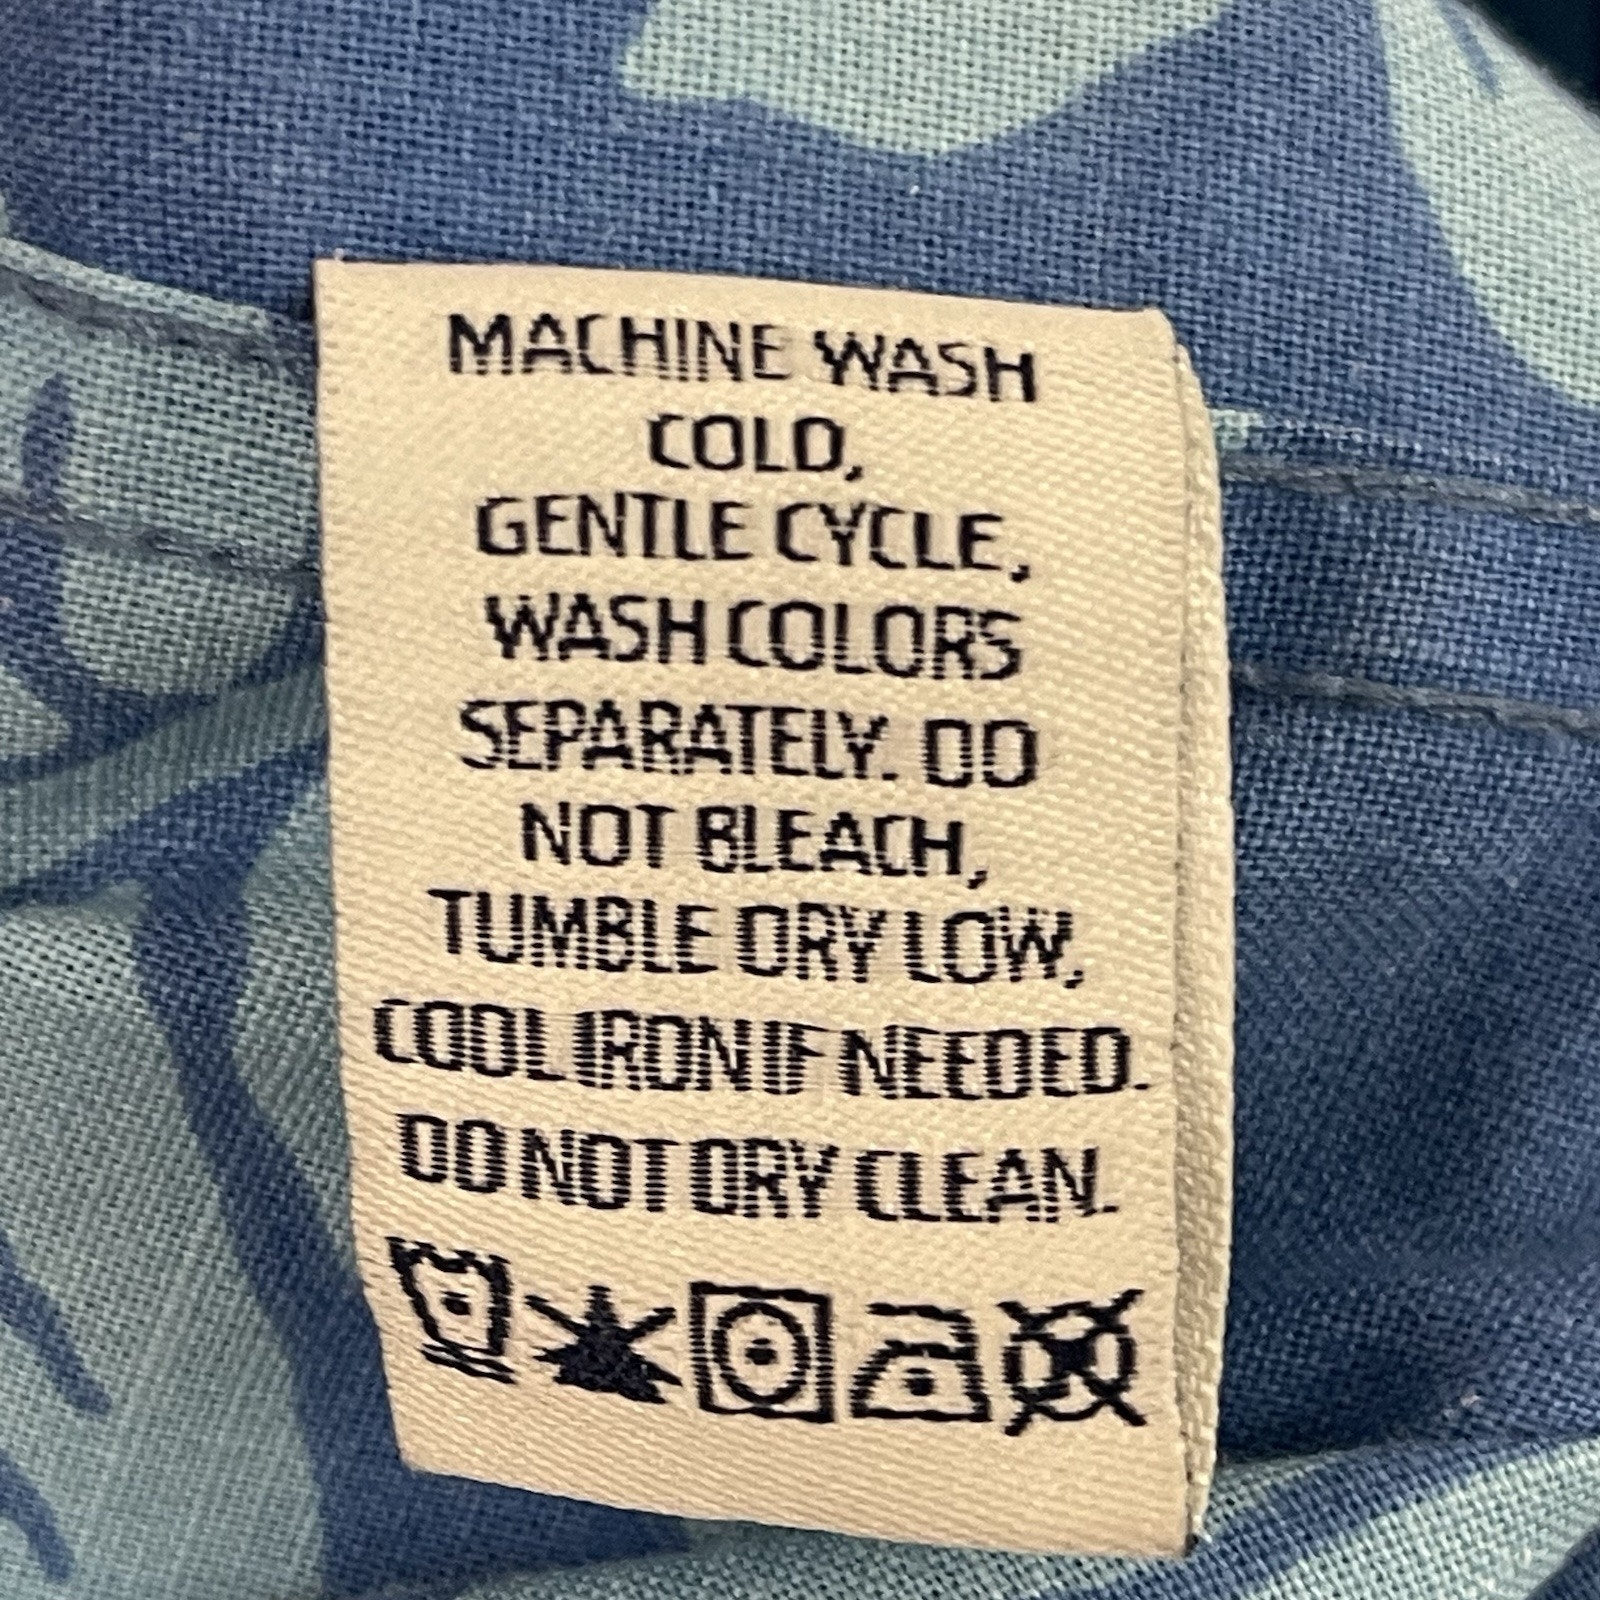 MACHINE WASH
COLD,
GENTLE CYCLE,
WASH COLORS
SEPARATELY. DO
NOT BLEACH,
TUMBLE DRY LOW,
COOL IRON IF NEEDED.
DO NOT DRY CLEAN.